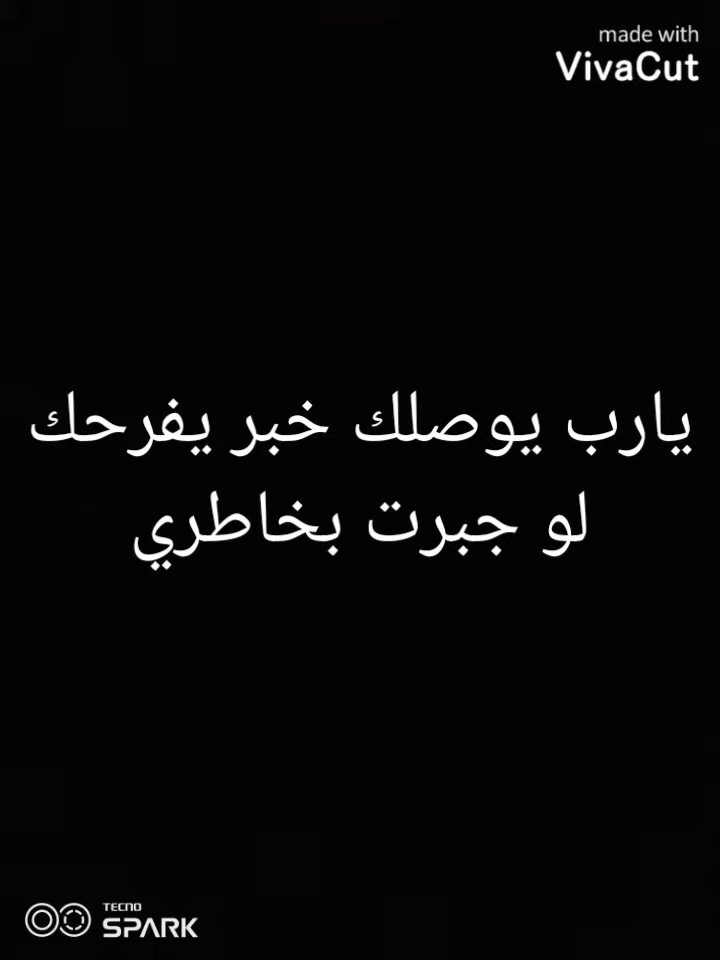 made with
VivaCut
يارب يوصلك خبر يفرحك
لو جبرت بخاطري
TECNO
SPARK